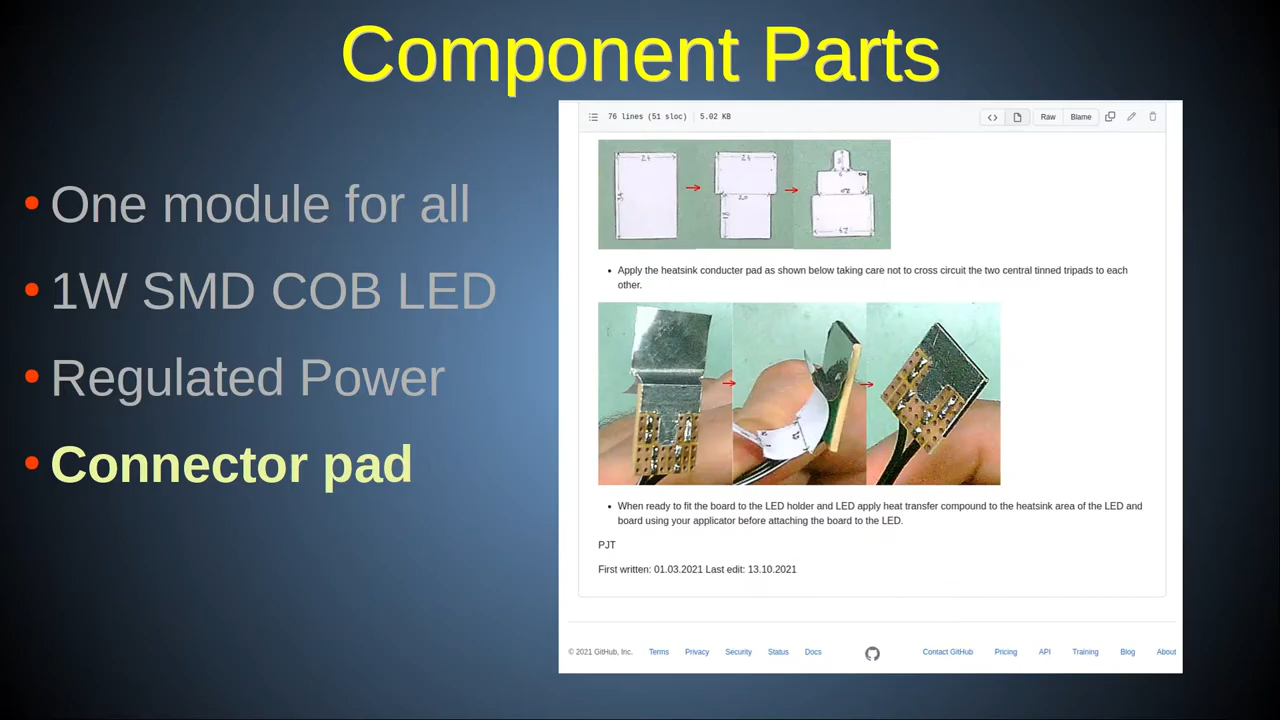 Component Parts
One module for all
1W SMD COB LED
Regulated Power
Connector pad
76 lines (51 sloc) 5.02 KB
Raw Blame
24 24
20
Apply the heatsink conducter pad as shown below taking care not to cross circuit the two central tinned tripads to each
other.
When ready to fit the board to the LED holder and LED apply heat transfer compound to the heatsink area of the LED and
board using your applicator before attaching the board to the LED.
PJT
First written: 01.03.2021 Last edit: 13.10.2021
© 2021 GitHub, Inc. Terms Privacy Security Status Docs Contact GitHub Pricing API Training Blog About